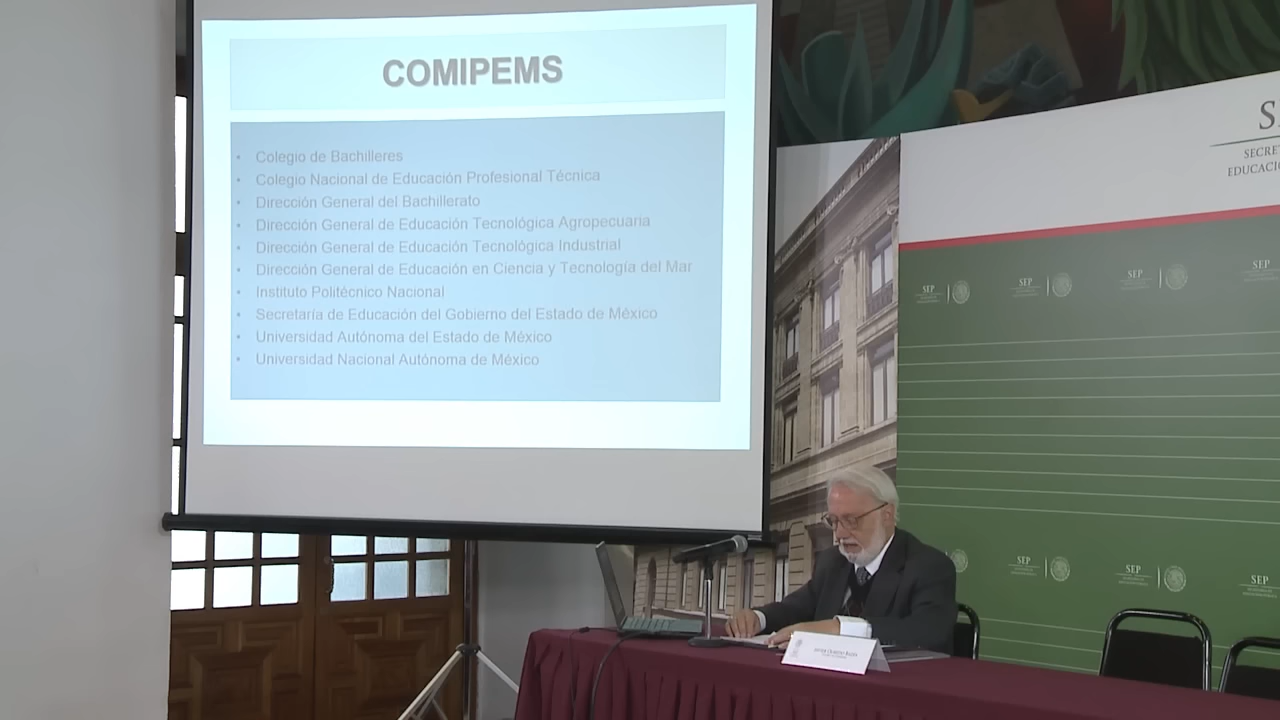 COMIPEMS
• Colegio de Bachilleres
• Colegio Nacional de Educación Profesional Técnica
• Dirección General del Bachillerato
• Dirección General de Educación Tecnológica Agropecuaria
• Dirección General de Educación Tecnológica Industrial
• Dirección General de Educación en Ciencia y Tecnología del Mar
• Instituto Politécnico Nacional
• Secretaría de Educación del Gobierno del Estado de México
• Universidad Autónoma del Estado de México
• Universidad Nacional Autónoma de México
S
SECRE
EDUCACIÓ
SEP
SEP
SEP
SEP
SEP
SEP
SEP